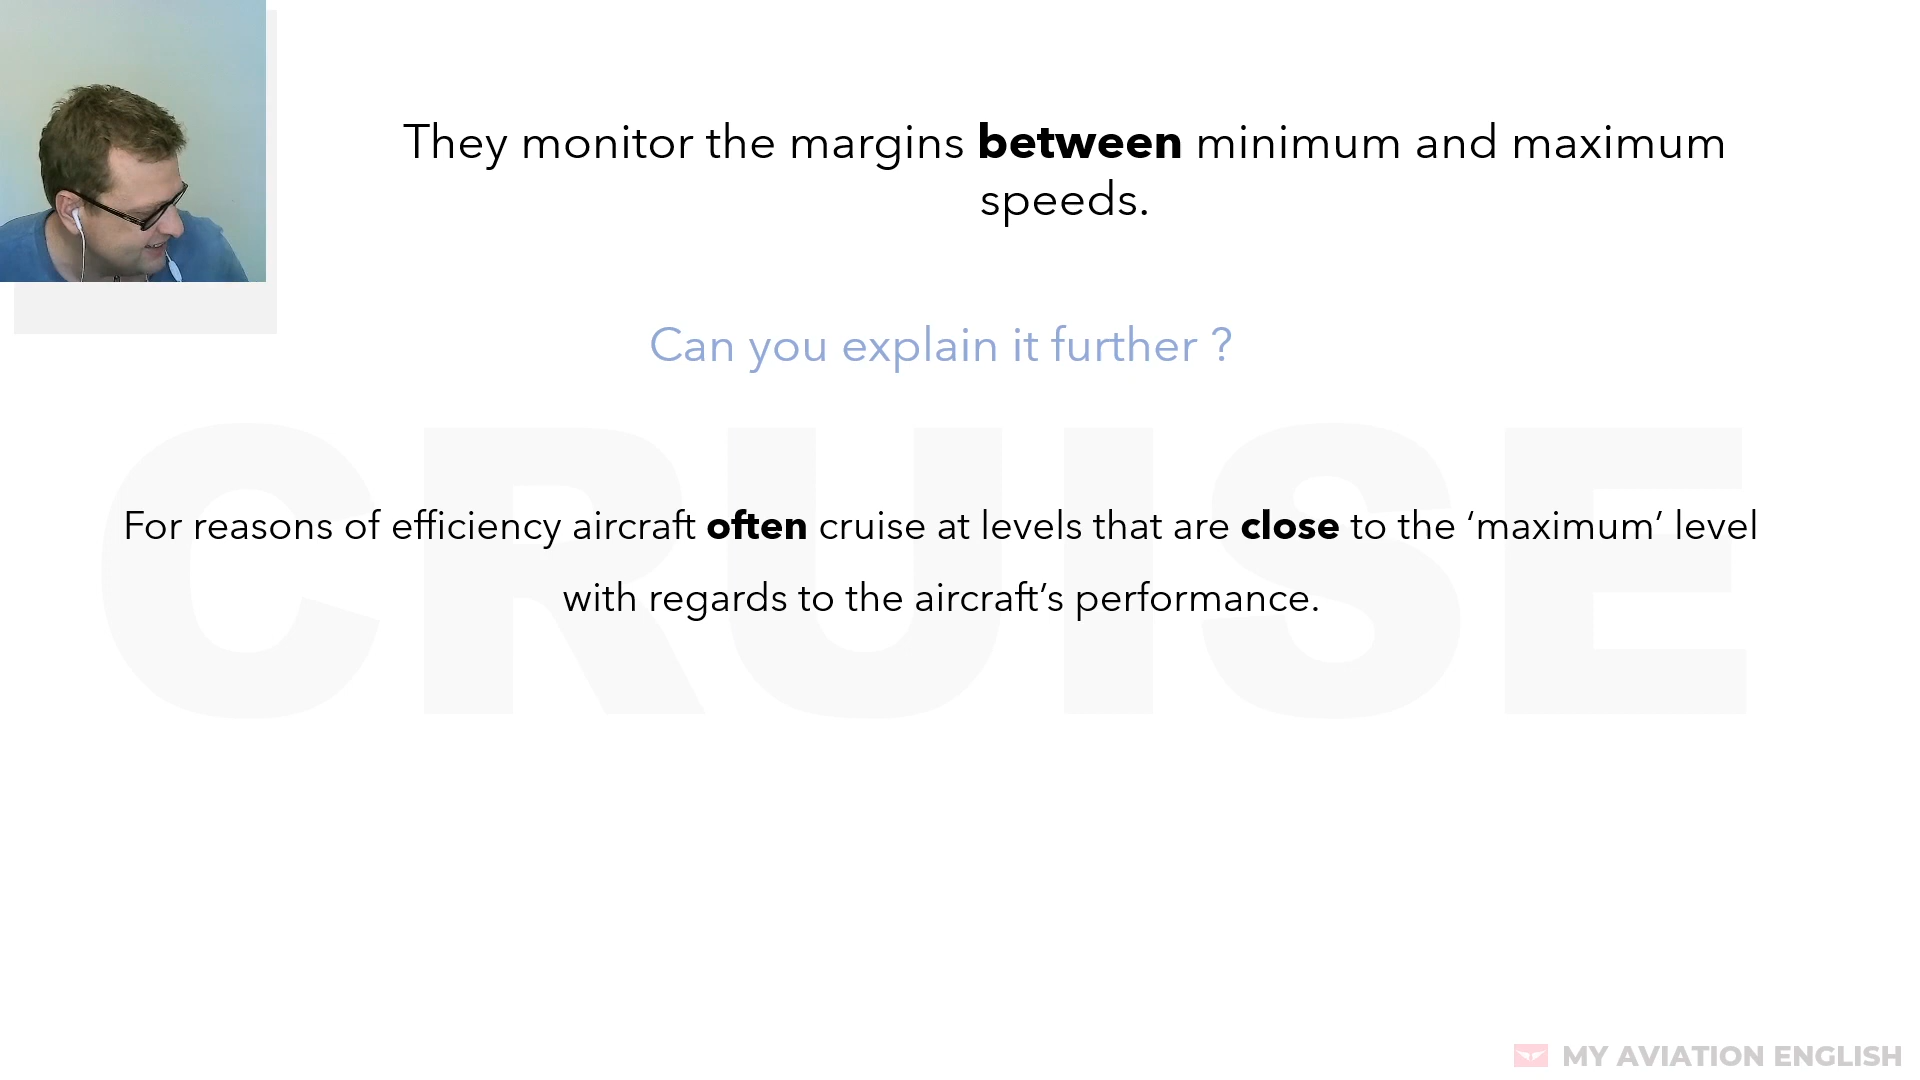 They monitor the margins between minimum and maximum
speeds.
Can you explain it further ?
CRUISE
For reasons of efficiency aircraft often cruise at levels that are close to the ‘maximum’ level
with regards to the aircraft’s performance.
MY AVIATION ENGLISH